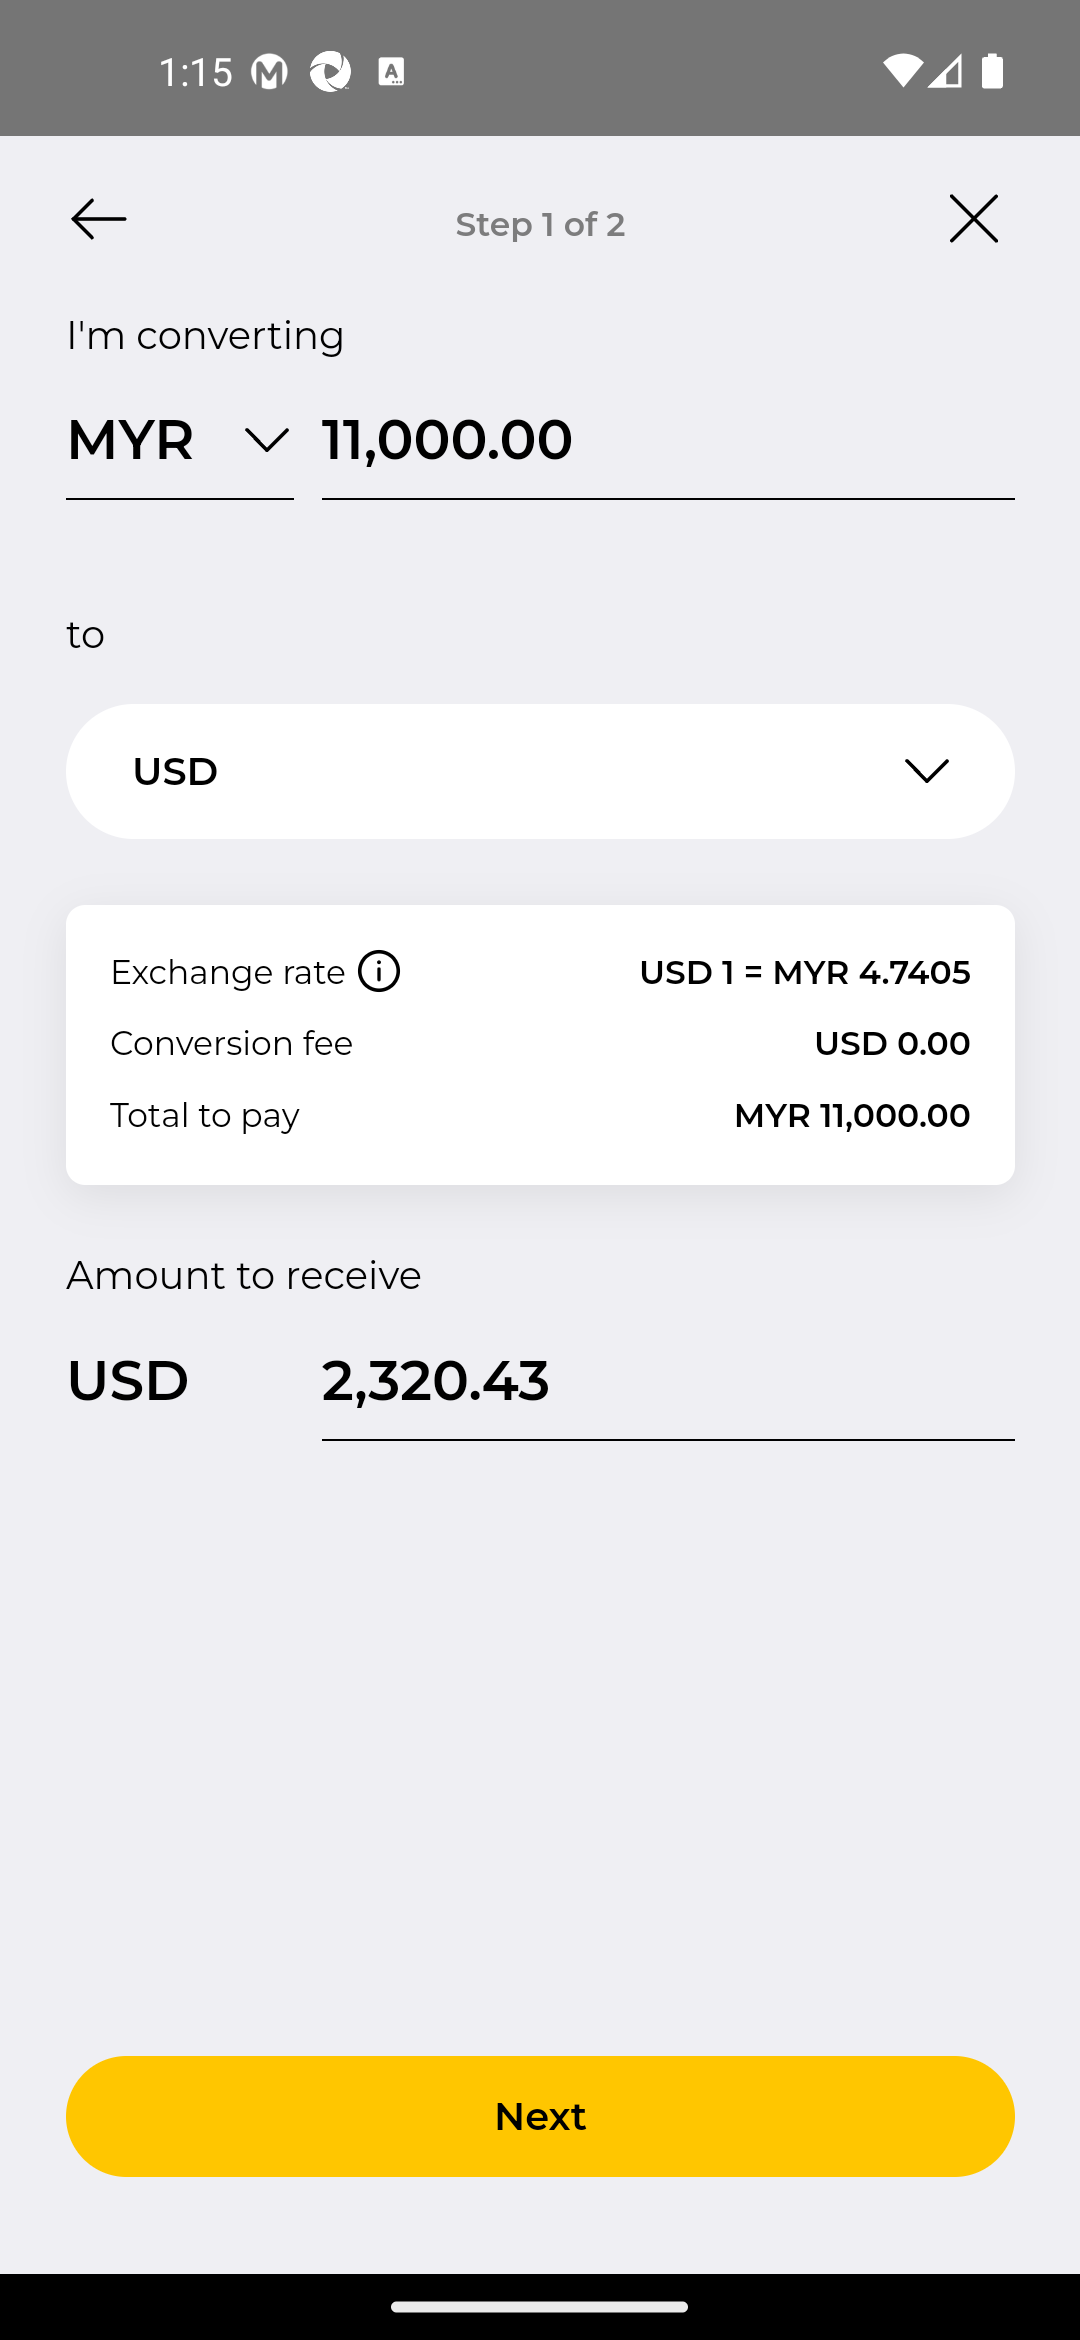 1:15
Step 1 of 2
I'm converting
MYR 11,000.00
to
USD
Exchange rate USD 1 = MYR 4.7405
Conversion fee USD 0.00
Total to pay MYR 11,000.00
Amount to receive
USD 2,320.43
Next